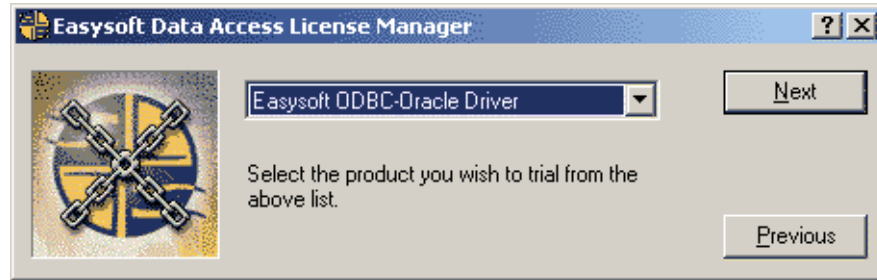 Easysoft Data Access License Manager
Easysoft ODBC-Oracle Driver
Next
Select the product you wish to trial from the
above list.
Previous